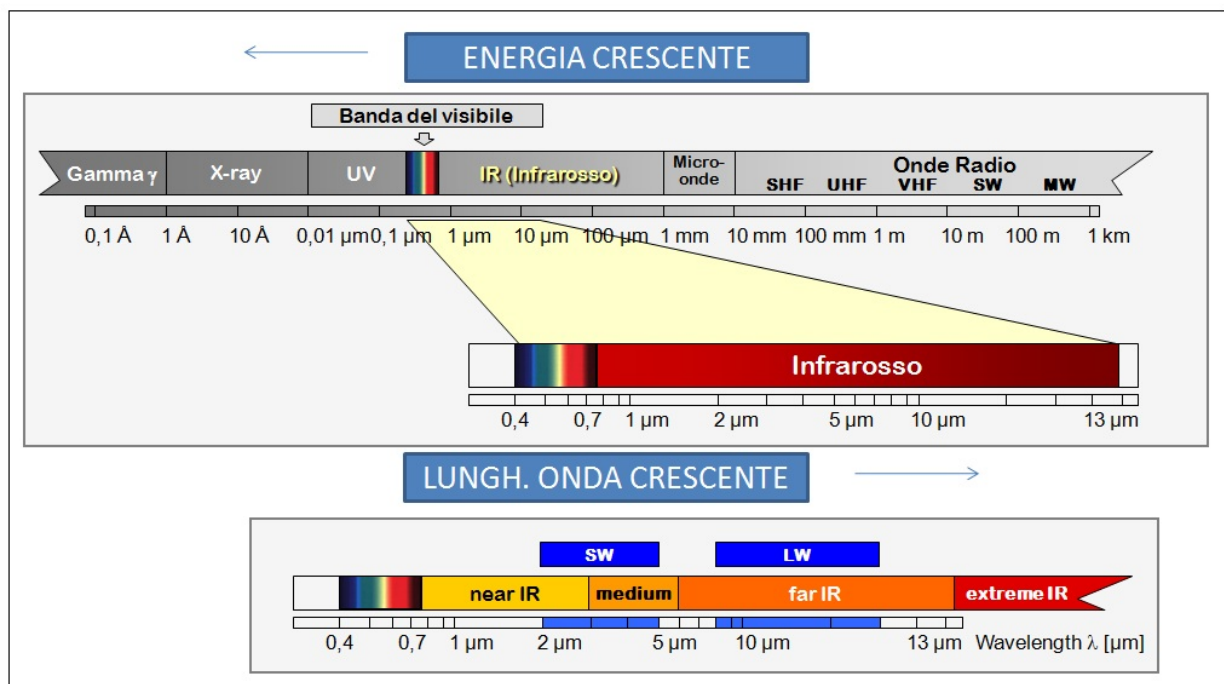 ENERGIA CRESCENTE
Banda del visibile
Gamma γ X-ray UV IR (Infrarosso) Micro-onde Onde Radio
SHF UHF VHF SW MW
0,1 Å 1 Å 10 Å 0,01 µm 0,1 µm 1 µm 10 µm 100 µm 1 mm 10 mm 100 mm 1 m 10 m 100 m 1 km
Infrarosso
0,4 0,7 1 µm 2 µm 5 µm 10 µm 13 µm
LUNGH. ONDA CRESCENTE
SW LW
near IR medium far IR extreme IR
0,4 0,7 1 µm 2 µm 5 µm 10 µm 13 µm Wavelength λ [µm]